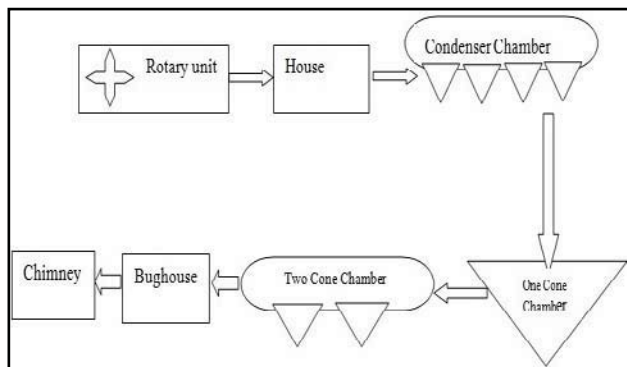 Rotary unit
House
Condenser Chamber
One Cone
Chamber
Two Cone Chamber
Bughouse
Chimney